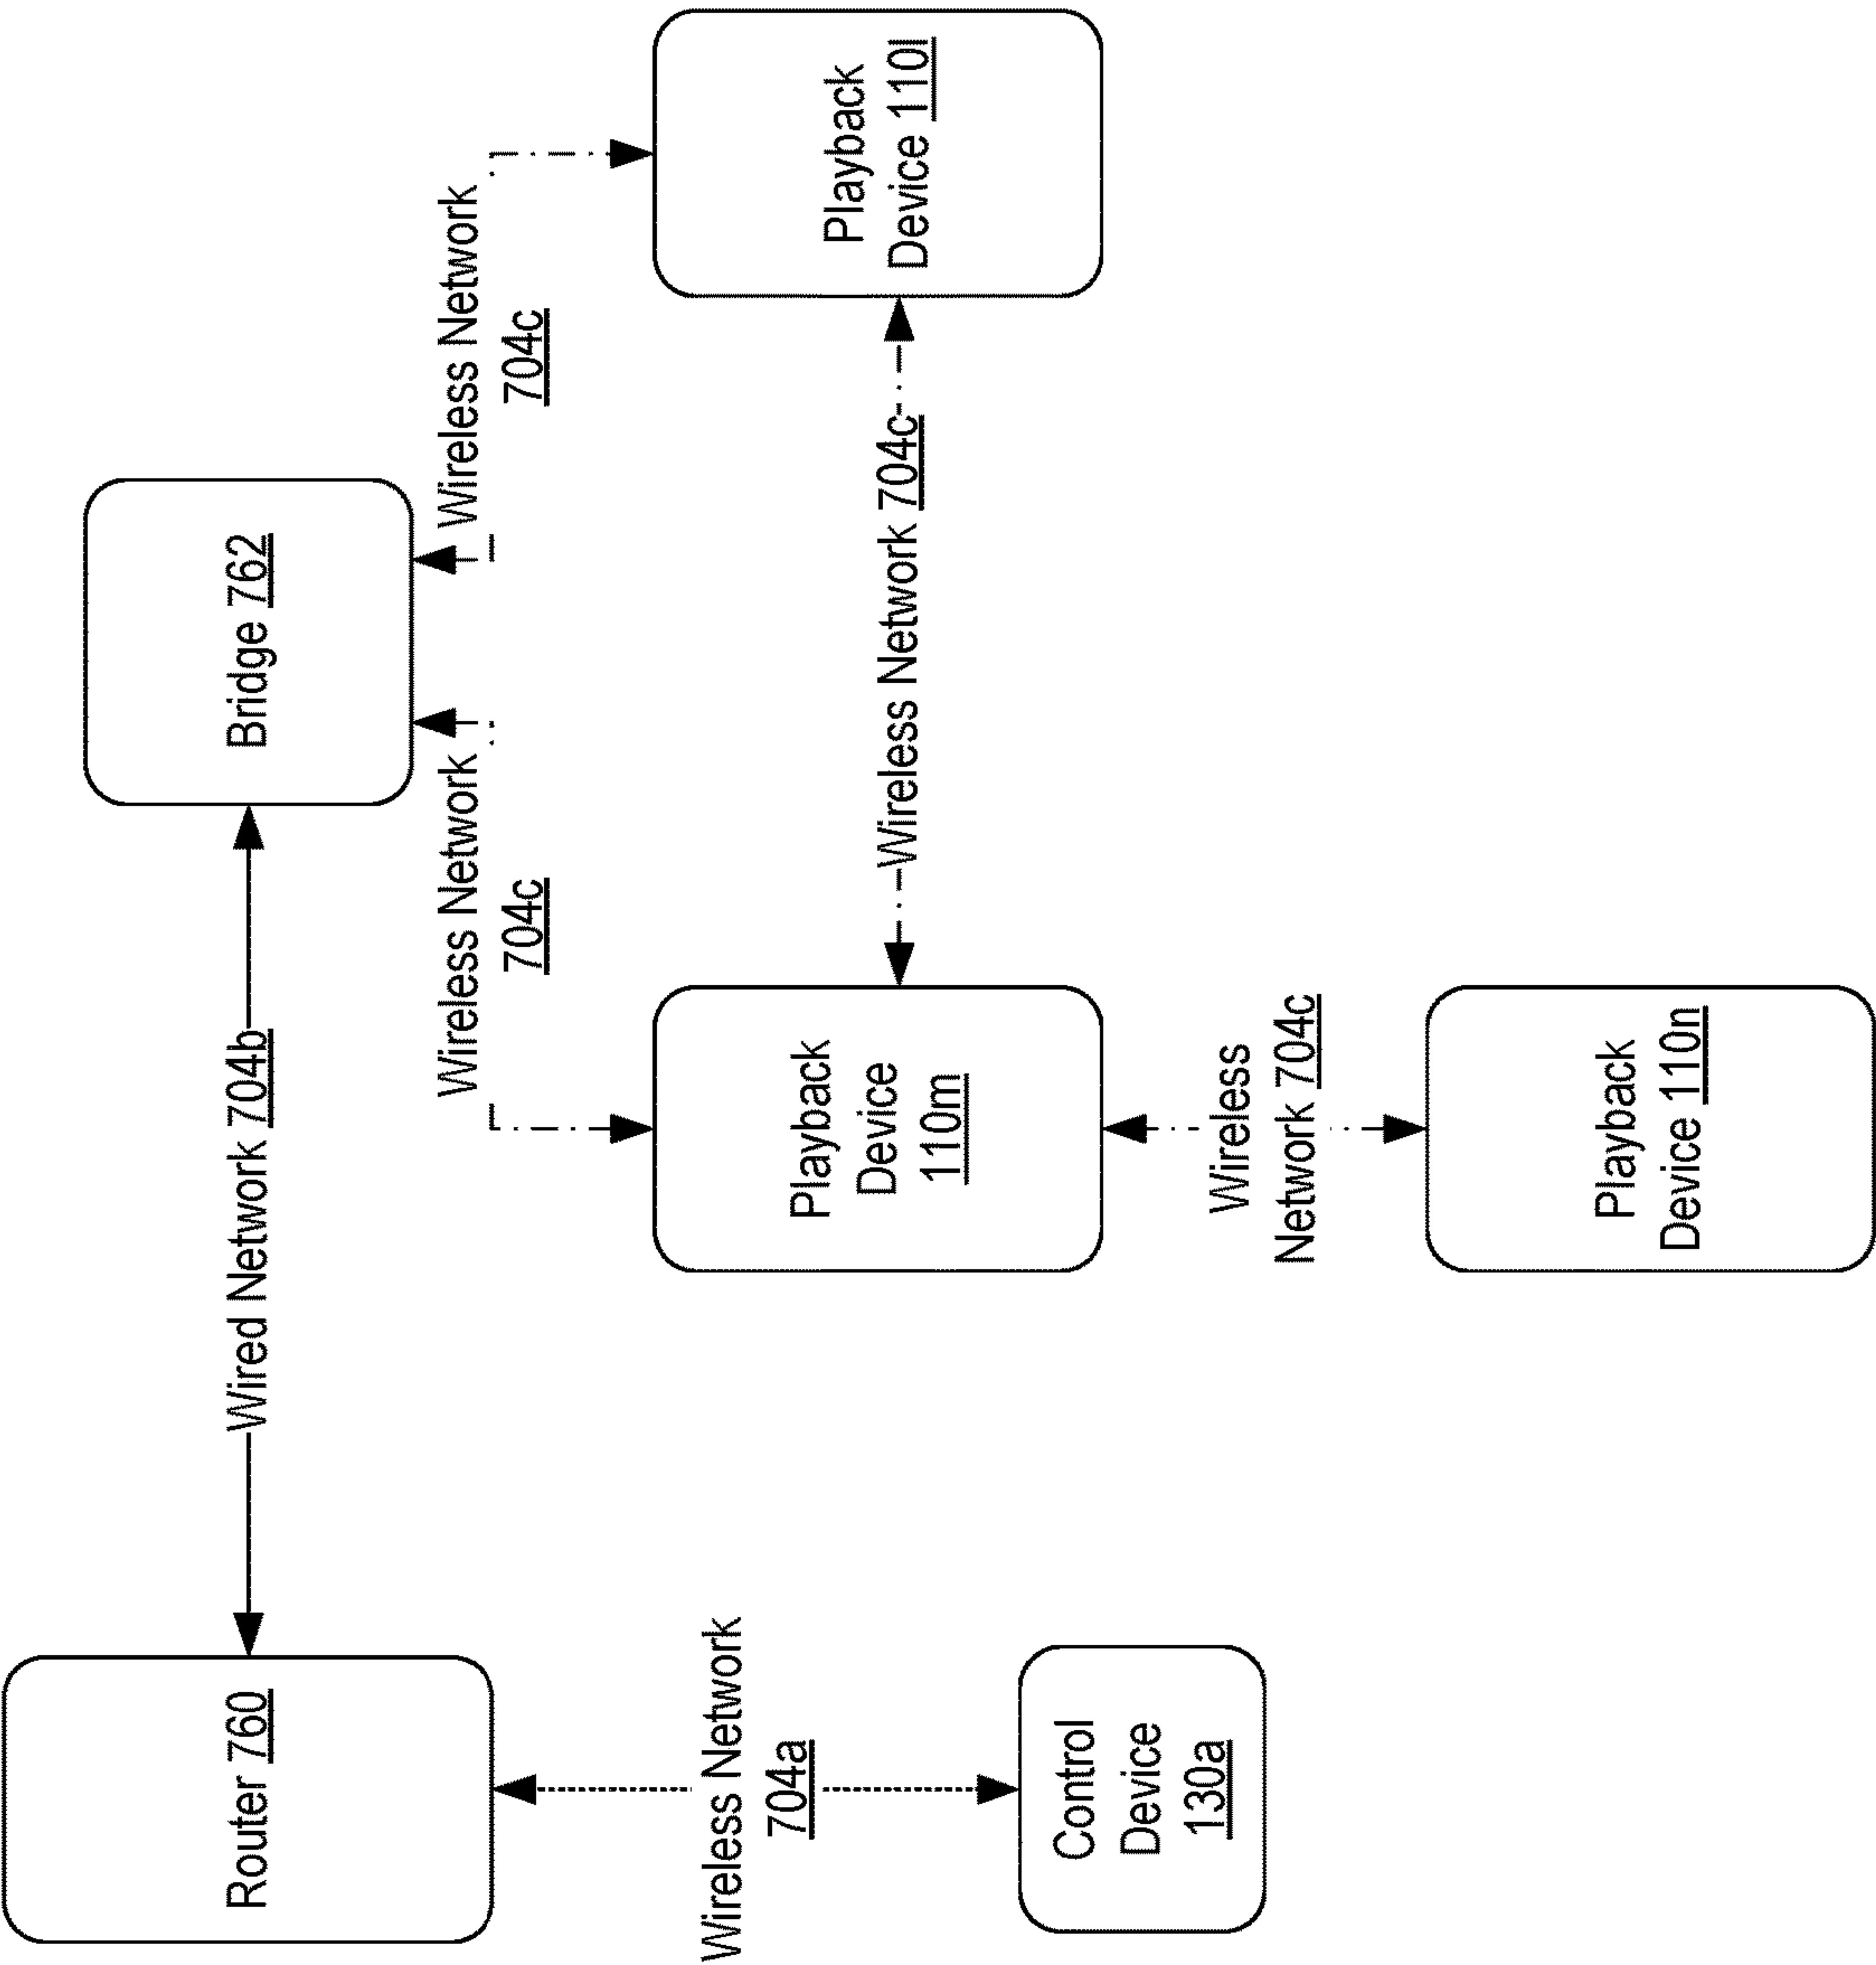 Router 760
Wired Network 704b
Bridge 762
Wireless Network
704c
Wireless Network
704c
Wireless Network
704a
Control
Device
130a
Playback
Device
110m
Wireless Network 704c
Playback
Device 110l
Wireless
Network 704c
Playback
Device 110n